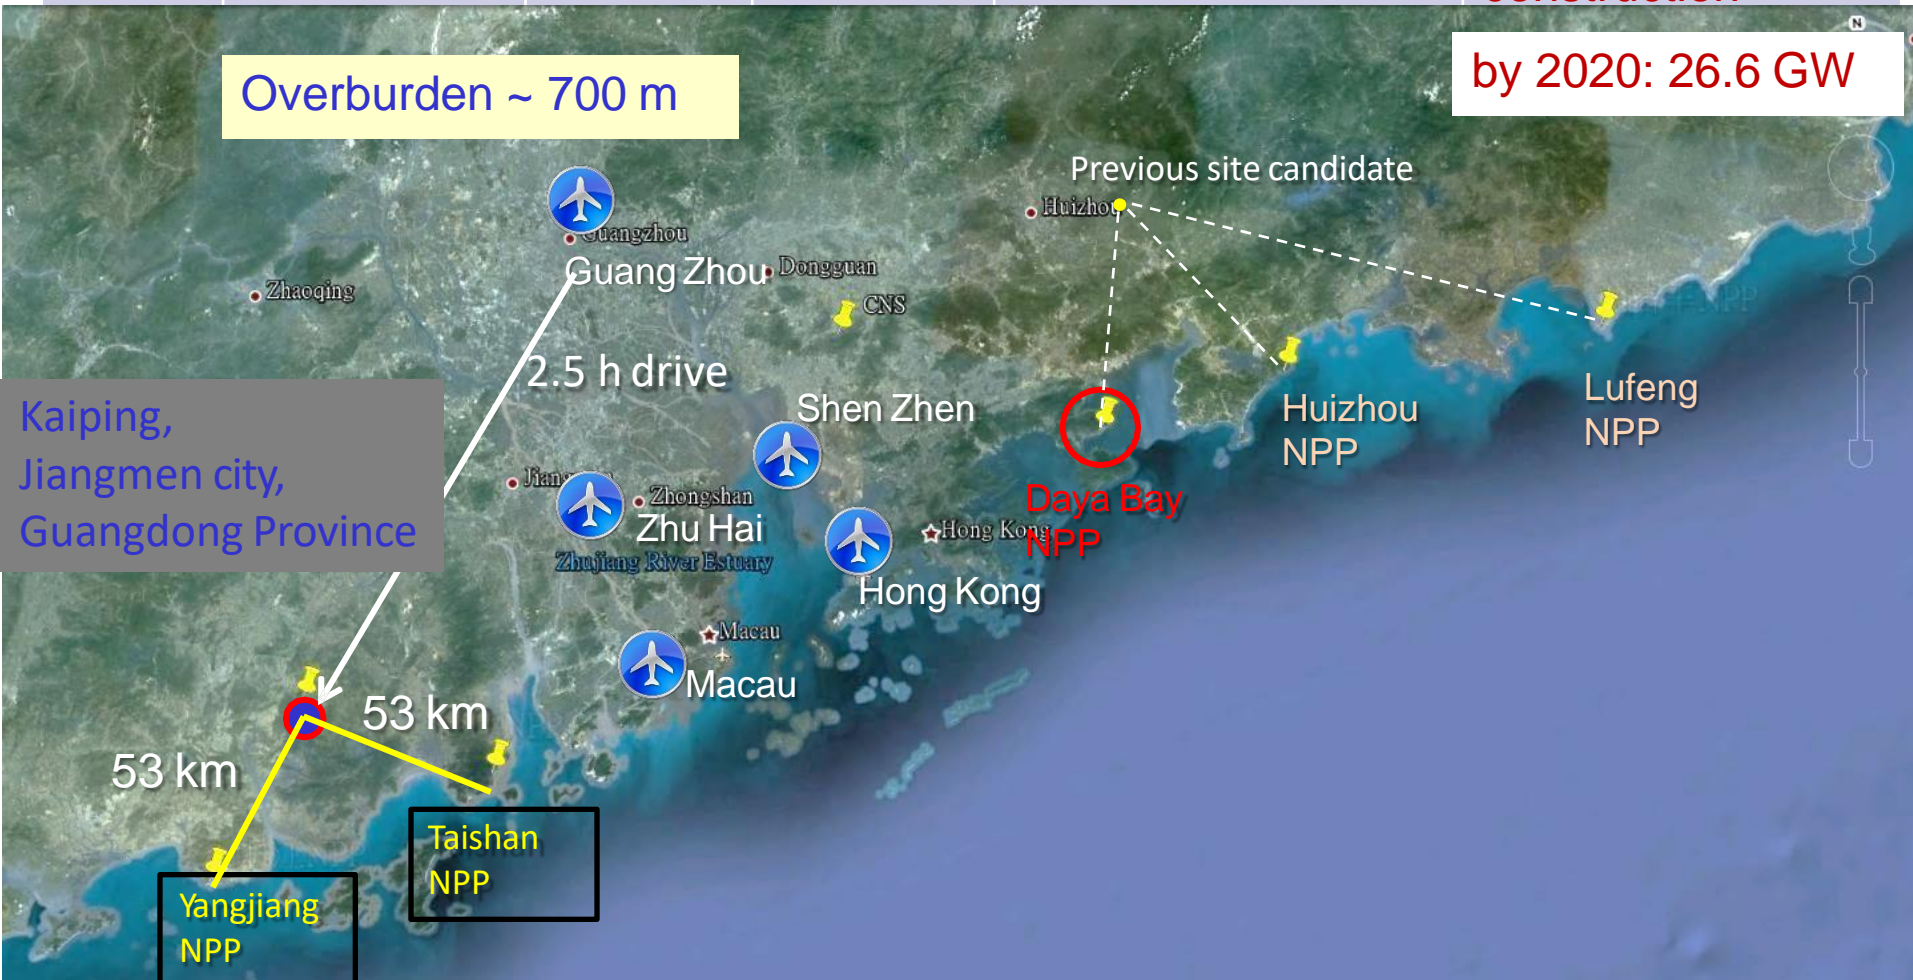 construction
by 2020: 26.6 GW
Overburden ~ 700 m
Previous site candidate
Huizhou
Guangzhou
Guang Zhou
Dongguan
Zhaoqing
CNS
2.5 h drive
Kaiping,
Jiangmen city,
Guangdong Province
Shen Zhen
Huizhou
NPP
Lufeng
NPP
Zhongshan
Zhu Hai
Zhujiang River Estuary
Daya Bay
NPP
Hong Kong
Hong Kong
Macau
Macau
53 km
53 km
Taishan
NPP
Yangjiang
NPP
N